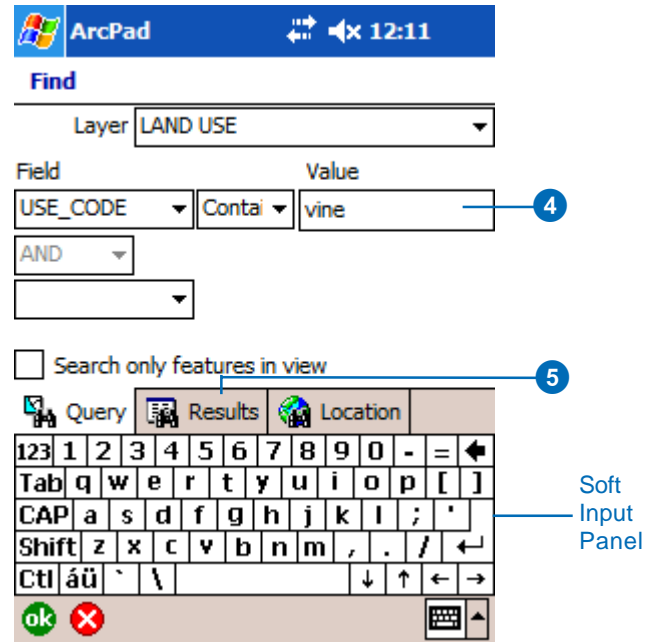 ArcPad 12:11
Find
Layer LAND USE
Field Value
USE_CODE Contai vine 4
AND
Search only features in view
5
Query Results Location
123 1 2 3 4 5 6 7 8 9 0 - =
Tab q w e r t y u i o p [ ]
CAP a s d f g h j k l ; '
Shift z x c v b n m , . /
Ctl áü ` \ ↓ ↑ ← →
Soft
Input
Panel
ok